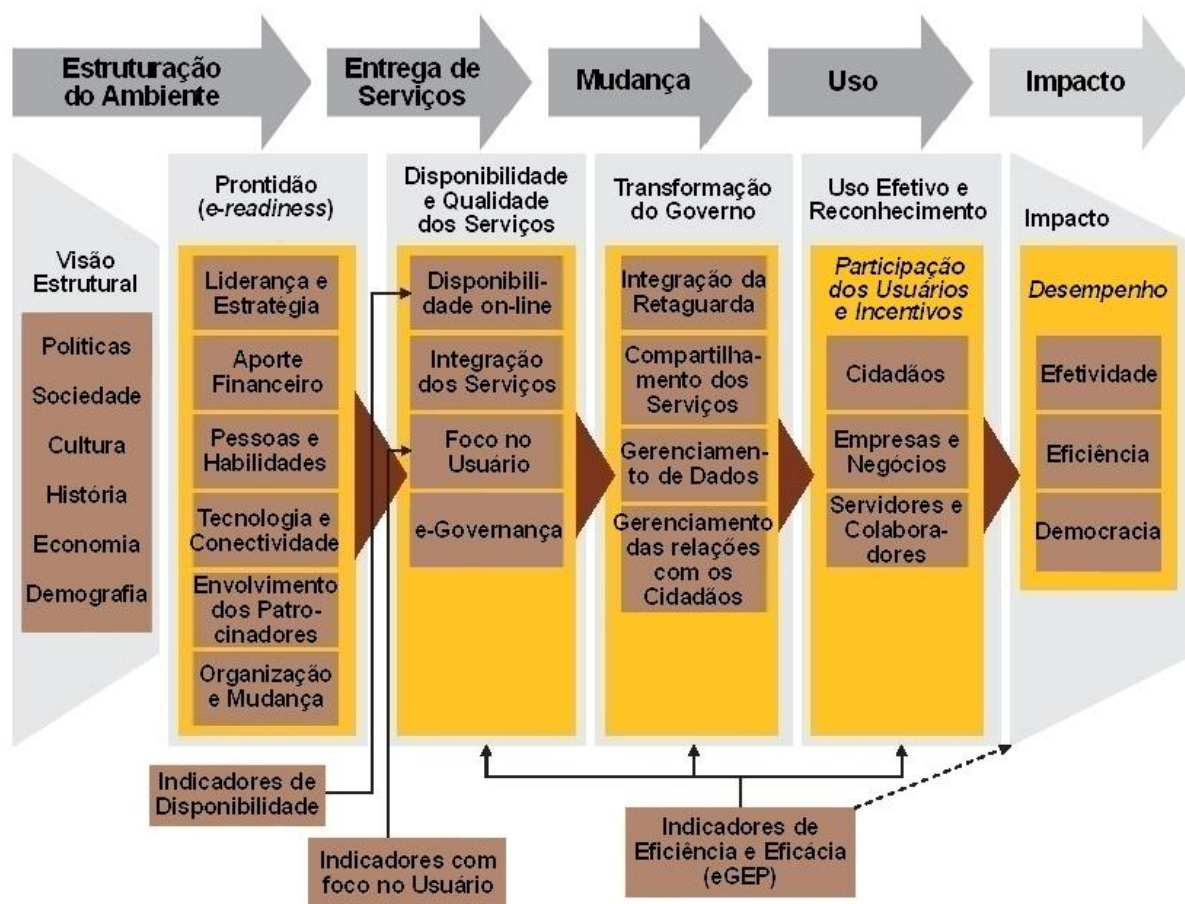 Estruturação
do Ambiente
Entrega de
Serviços
Mudança
Uso
Impacto
Visão
Estrutural
Políticas
Sociedade
Cultura
História
Economia
Demografia
Prontidão
(e-readiness)
Liderança e
Estratégia
Aporte
Financeiro
Pessoas e
Habilidades
Tecnologia e
Conectividade
Envolvimento
dos Patro-
cinadores
Organização
e Mudança
Disponibilidade
e Qualidade
dos Serviços
Disponibili-
dade on-line
Integração
dos Serviços
Foco no
Usuário
e-Governança
Transformação
do Governo
Integração da
Retaguarda
Compartilha-
mento dos
Serviços
Gerenciamen-
to de Dados
Gerenciamento
das relações
com os
Cidadãos
Uso Efetivo e
Reconhecimento
Participação
dos Usuários
e Incentivos
Cidadãos
Empresas e
Negócios
Servidores e
Colabora-
dores
Impacto
Desempenho
Efetividade
Eficiência
Democracia
Indicadores de
Disponibilidade
Indicadores com
foco no Usuário
Indicadores de
Eficiência e Eficácia
(eGEP)